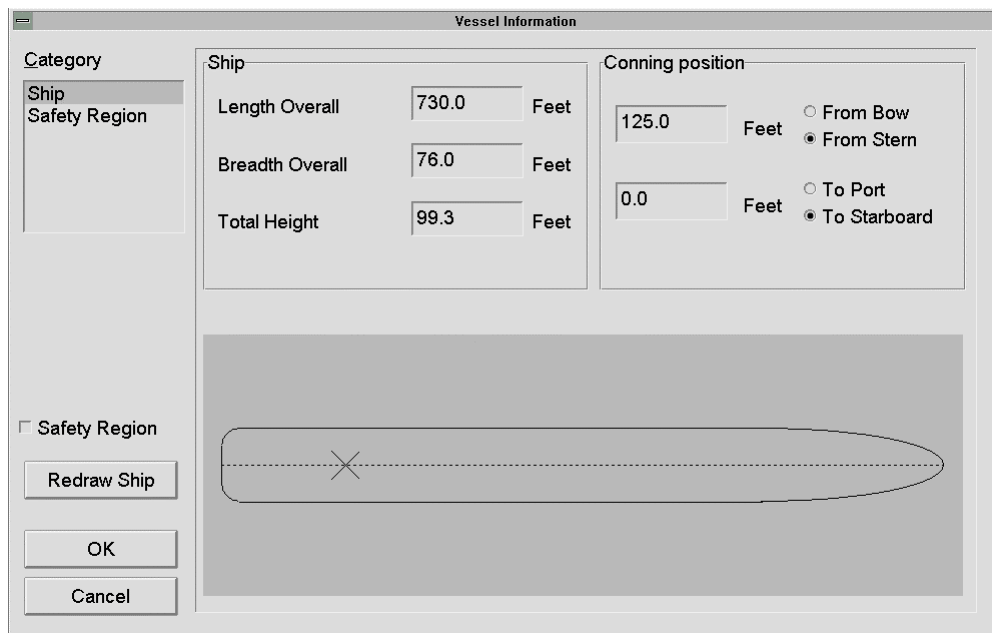 Vessel Information
Category
Ship
Safety Region
Safety Region
Redraw Ship
OK
Cancel
Ship
Length Overall 730.0 Feet
Breadth Overall 76.0 Feet
Total Height 99.3 Feet
Conning position
125.0 Feet
From Bow
From Stern
0.0 Feet
To Port
To Starboard